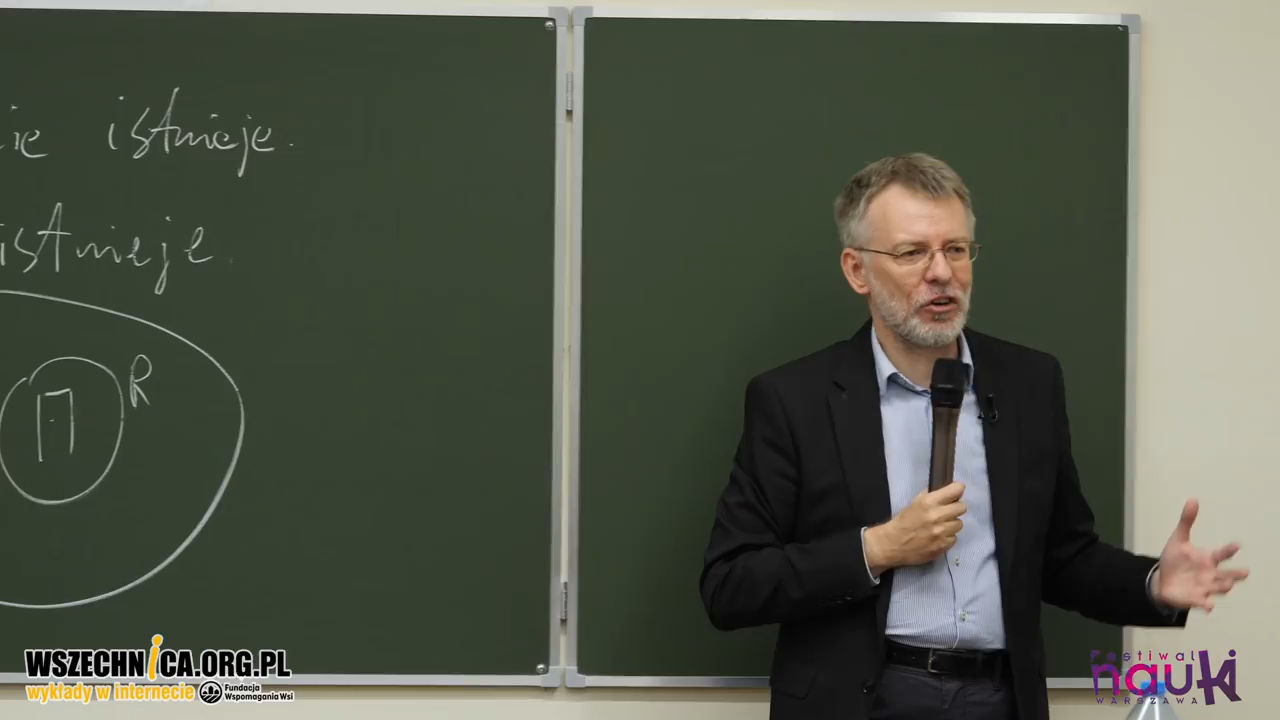 ie istnieje.
istnieje.
R
П
WSZECHNICA.ORG.PL
wykłady w internecie Fundacja Wspomagania Wsi
Festiwal
nauki
WARSZAWA